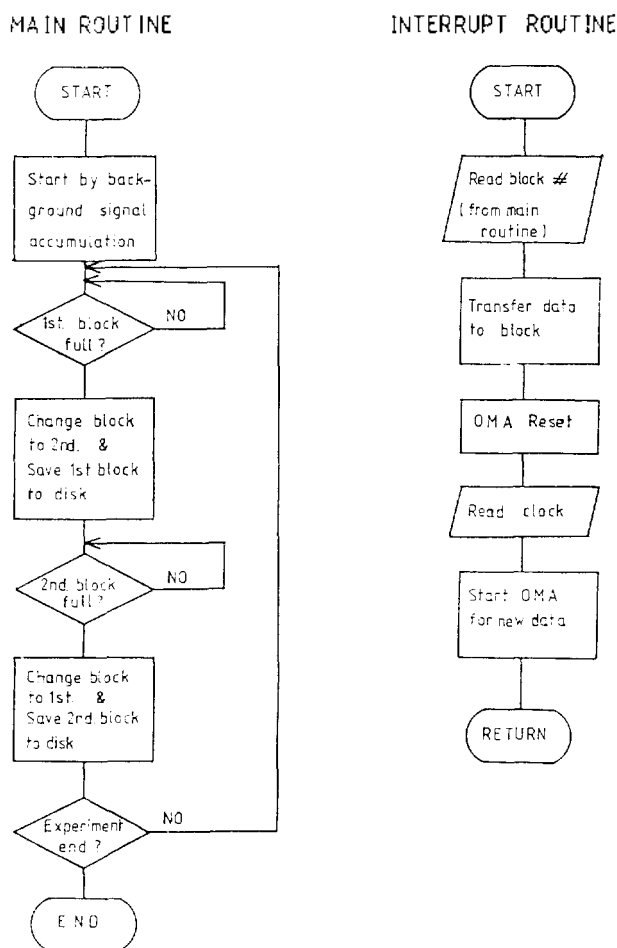 MAIN ROUTINE
START
Start by back-
ground signal
accumulation
1st. block
full ?
NO
Change block
to 2nd. &
Save 1st block
to disk
2nd. block
full ?
NO
Change block
to 1st. &
Save 2nd. block
to disk
Experiment
end ?
NO
END
INTERRUPT ROUTINE
START
Read block #
(from main
routine)
Transfer data
to block
OMA Reset
Read clock
Start OMA
for new data
RETURN